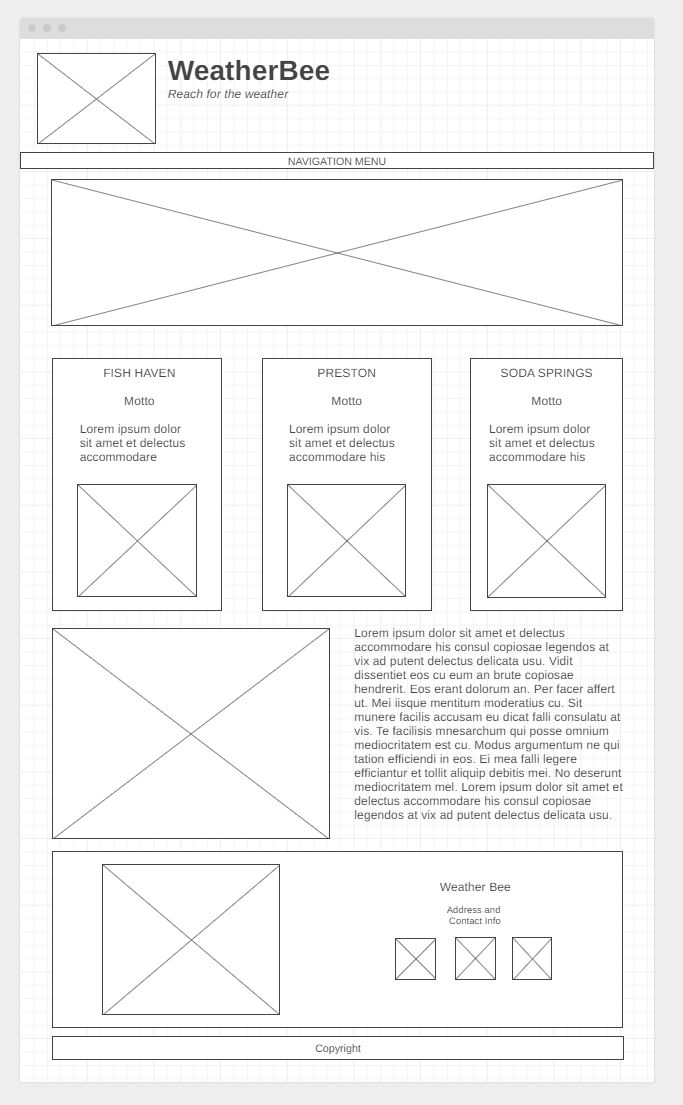 WeatherBee
Reach for the weather
NAVIGATION MENU
FISH HAVEN
Motto
Lorem ipsum dolor
sit amet et delectus
accommodare
PRESTON
Motto
Lorem ipsum dolor
sit amet et delectus
accommodare his
SODA SPRINGS
Motto
Lorem ipsum dolor
sit amet et delectus
accommodare his
Lorem ipsum dolor sit amet et delectus
accommodare his consul copiosae legendos at
vix ad putent delectus delicata usu. Vidit
dissentiet eos cu eum an brute copiosae
hendrerit. Eos erant dolorum an. Per facer affert
ut. Mei iisque mentitum moderatius cu. Sit
munere facilis accusam eu dicat falli consulatu at
vis. Te facilisis mnesarchum qui posse omnium
mediocritatem est cu. Modus argumentum ne qui
tation efficiendi in eos. Ei mea falli legere
efficiantur et tollit aliquip debitis mei. No deserunt
mediocritatem mel. Lorem ipsum dolor sit amet et
delectus accommodare his consul copiosae
legendos at vix ad putent delectus delicata usu.
Weather Bee
Address and
Contact Info
Copyright